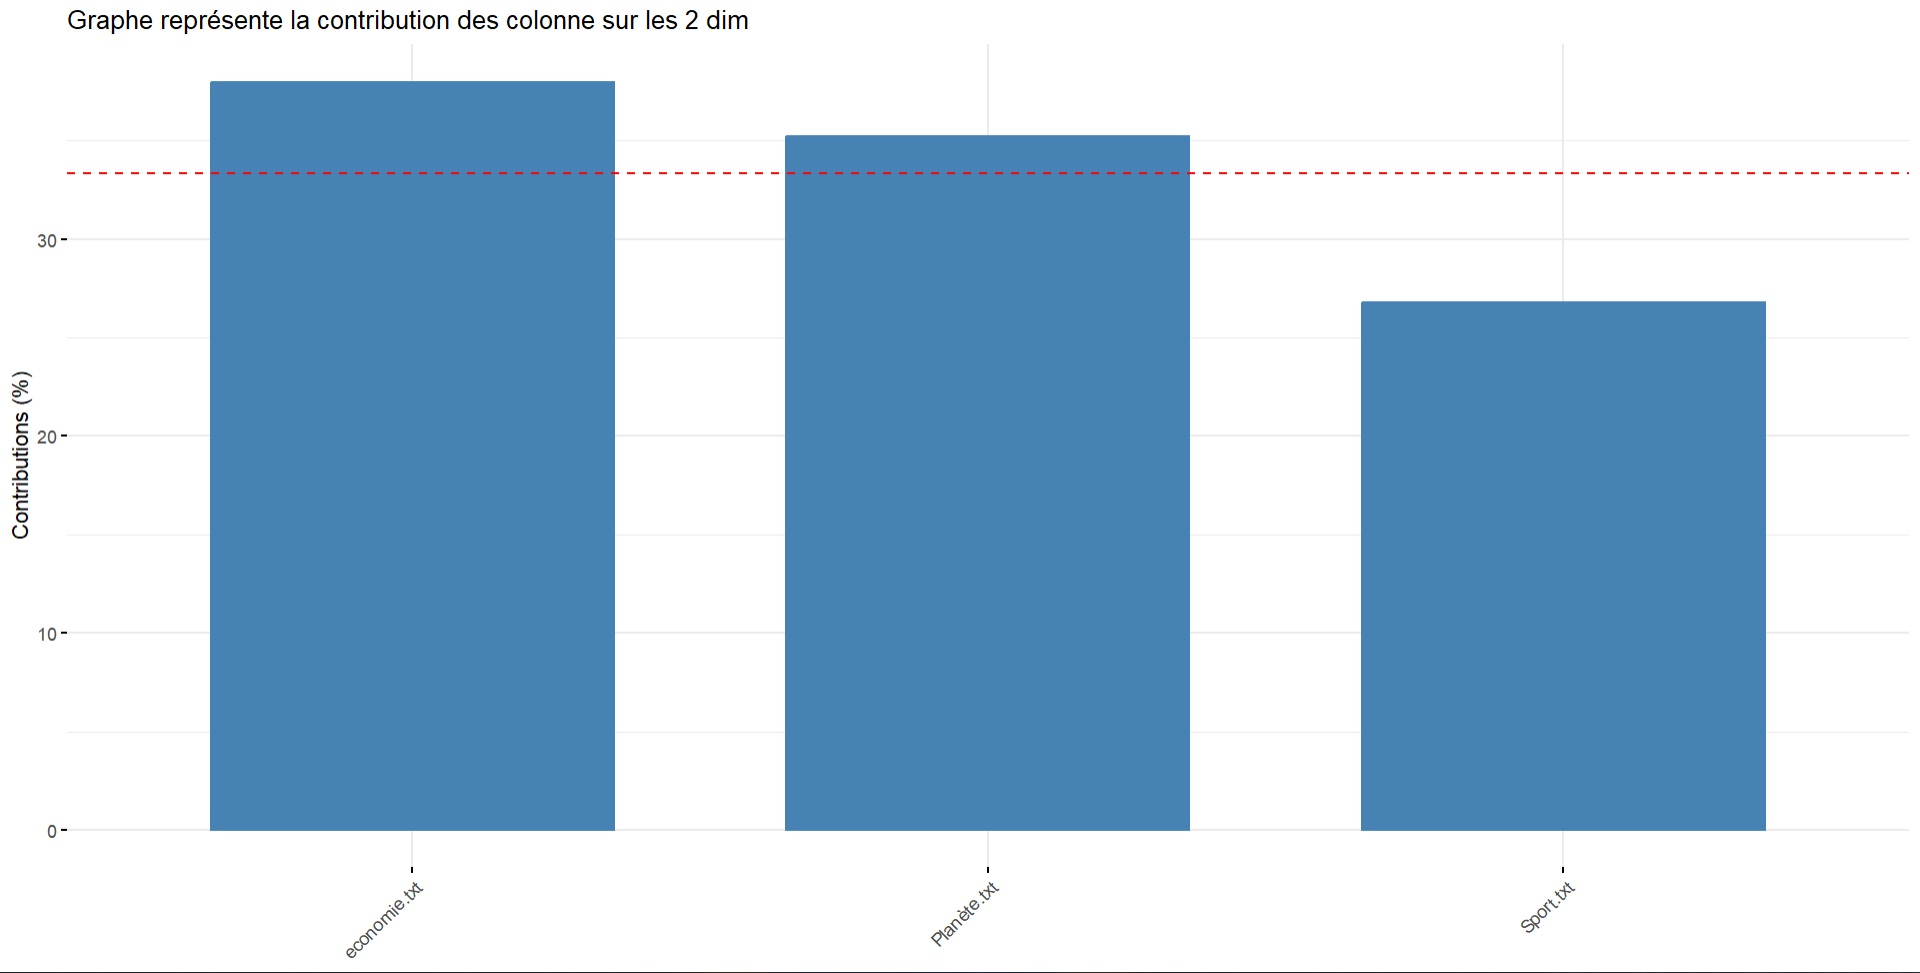 Graphe représente la contribution des colonne sur les 2 dim
Contributions (%)
30
20
10
0
economie.txt
Planète.txt
Sport.txt